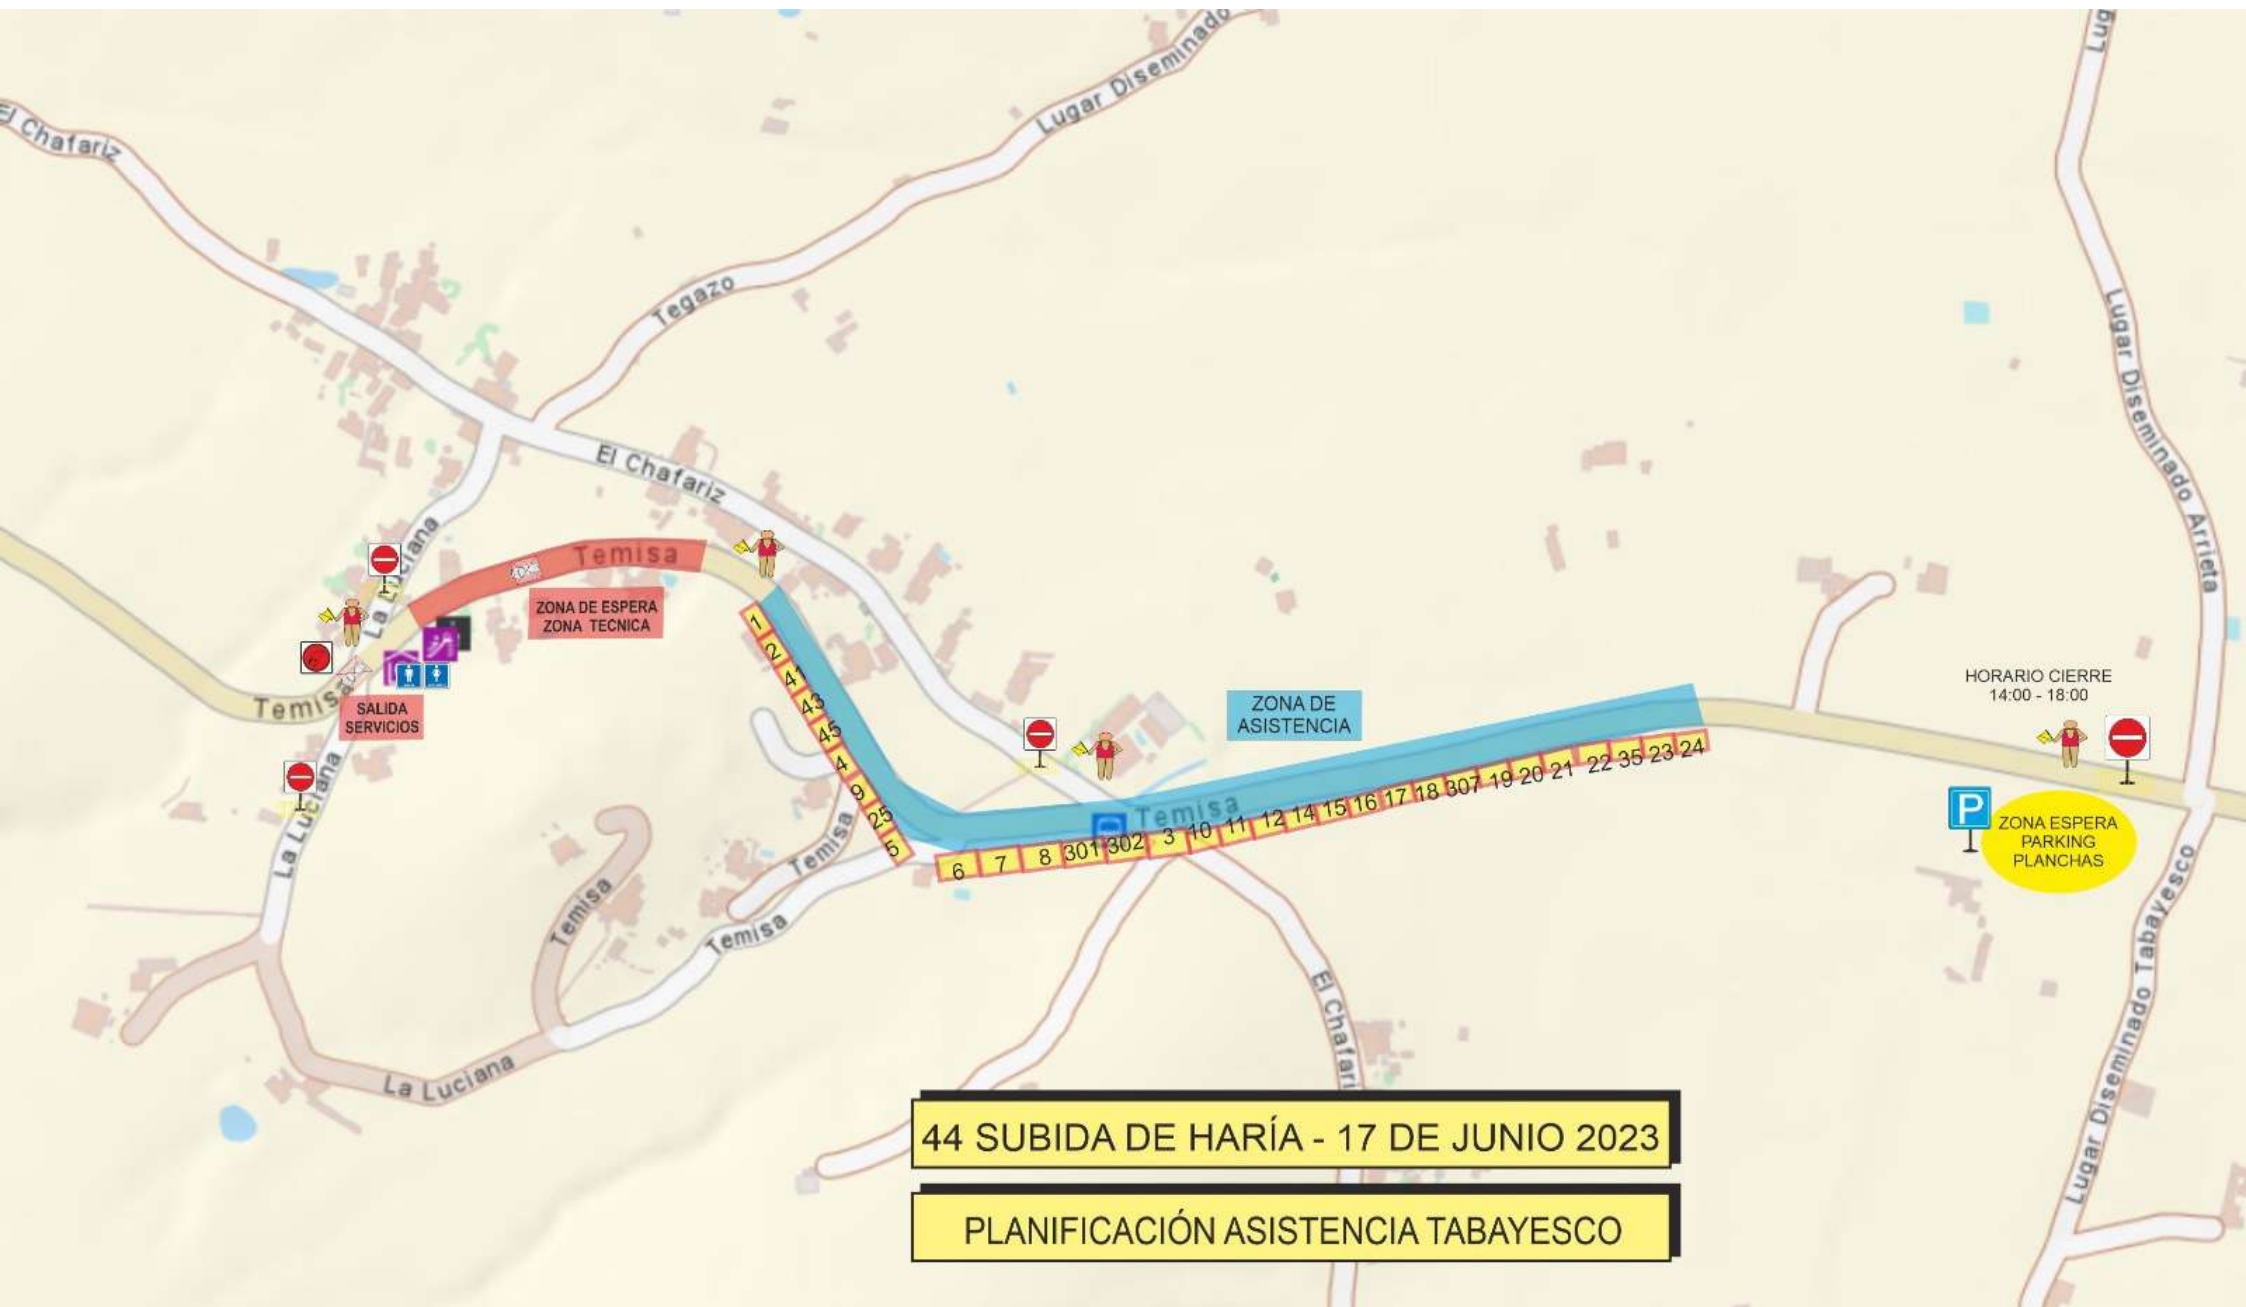 Lugar Diseminado
Lug
El Chafariz
Lugar Diseminado Arrieta
Tegazo
El Chafariz
La Luciana
Temisa
La
ZONA DE ESPERA
ZONA TECNICA
1
2
41
43
45
4
9
25
5
Temisa
SALIDA
SERVICIOS
HORARIO CIERRE
14:00 - 18:00
ZONA DE
ASISTENCIA
Temisa
6
7
8
301
302
3
10
11
12
14
15
16
17
18
307
19
20
21
22
35
23
24
P
ZONA ESPERA
PARKING
PLANCHAS
La Luciana
Temisa
Temisa
Temisa
El Chafari
Lugar Diseminado Tabayesco
La Luciana
44 SUBIDA DE HARÍA - 17 DE JUNIO 2023
PLANIFICACIÓN ASISTENCIA TABAYESCO